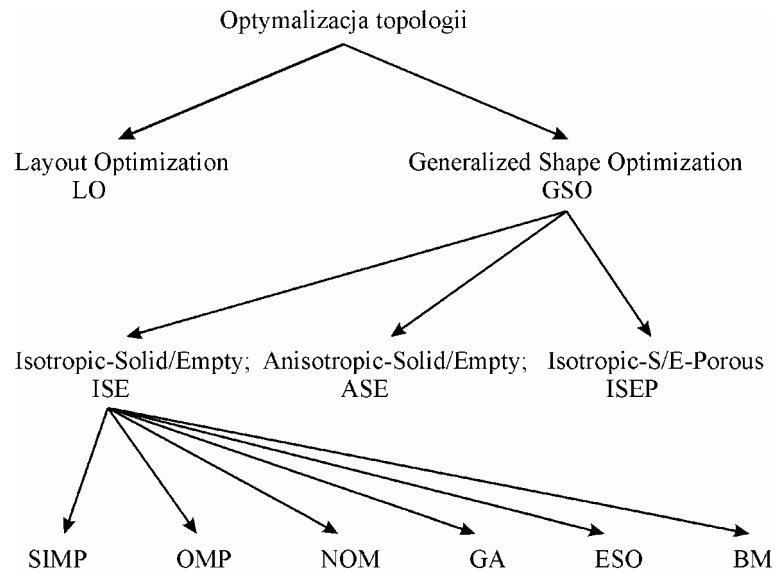 Optymalizacja topologii
Layout Optimization
LO
Generalized Shape Optimization
GSO
Isotropic-Solid/Empty;
ISE
Anisotropic-Solid/Empty;
ASE
Isotropic-S/E-Porous
ISEP
SIMP
OMP
NOM
GA
ESO
BM